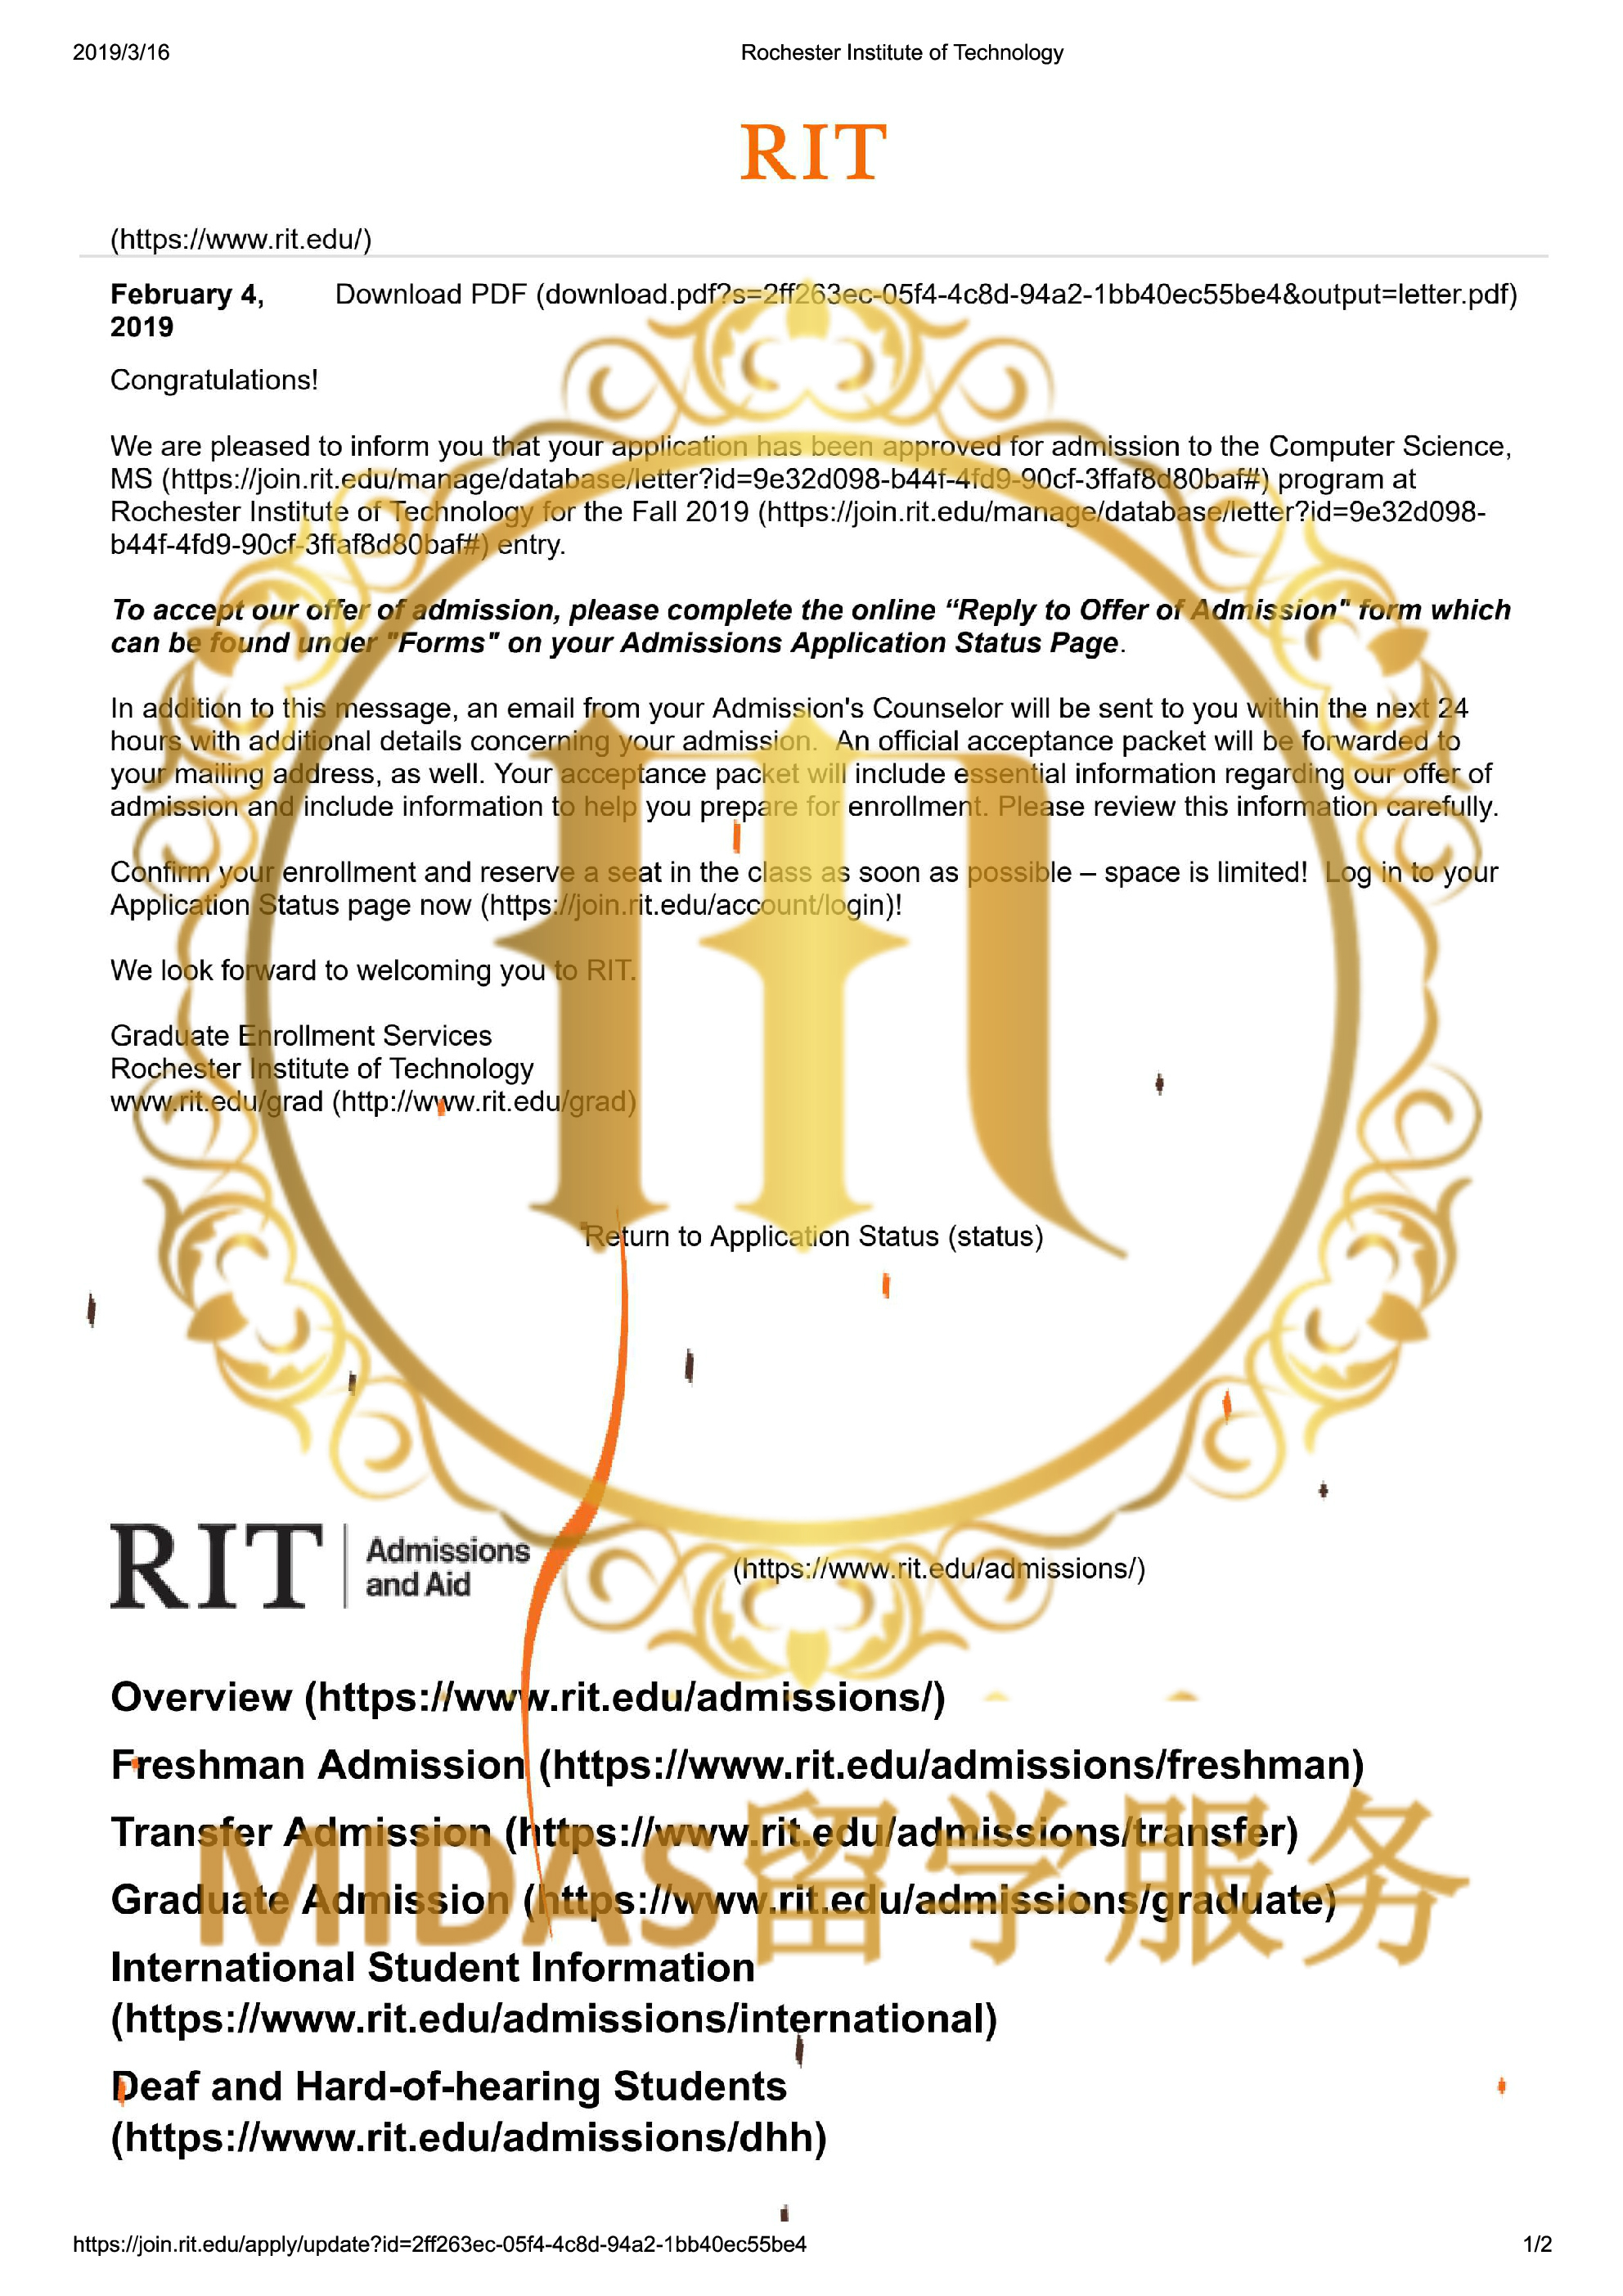 2019/3/16
Rochester Institute of Technology
RIT
(https://www.rit.edu/)
February 4, 2019
Download PDF (download.pdf?s=2ff263ec-05f4-4c8d-94a2-1bb40ec55be4&output=letter.pdf)
Congratulations!
We are pleased to inform you that your application has been approved for admission to the Computer Science,
MS (https://join.rit.edu/manage/database/letter?id=9e32d098-b44f-4fd9-90cf-3ffaf8d80baf#) program at
Rochester Institute of Technology for the Fall 2019 (https://join.rit.edu/manage/database/letter?id=9e32d098-
b44f-4fd9-90cf-3ffaf8d80baf#) entry.
To accept our offer of admission, please complete the online “Reply to Offer of Admission" form which
can be found under "Forms" on your Admissions Application Status Page.
In addition to this message, an email from your Admission's Counselor will be sent to you within the next 24
hours with additional details concerning your admission.  An official acceptance packet will be forwarded to
your mailing address, as well. Your acceptance packet will include essential information regarding our offer of
admission and include information to help you prepare for enrollment. Please review this information carefully.
Confirm your enrollment and reserve a seat in the class as soon as possible – space is limited!  Log in to your
Application Status page now (https://join.rit.edu/account/login)!
We look forward to welcoming you to RIT.
Graduate Enrollment Services
Rochester Institute of Technology
www.rit.edu/grad (http://www.rit.edu/grad)
Return to Application Status (status)
RIT
Admissions
and Aid
(https://www.rit.edu/admissions/)
Overview (https://www.rit.edu/admissions/)
Freshman Admission (https://www.rit.edu/admissions/freshman)
Transfer Admission (https://www.rit.edu/admissions/transfer)
MIDAS留学服务
Graduate Admission (https://www.rit.edu/admissions/graduate)
International Student Information
(https://www.rit.edu/admissions/international)
Deaf and Hard-of-hearing Students
(https://www.rit.edu/admissions/dhh)
https://join.rit.edu/apply/update?id=2ff263ec-05f4-4c8d-94a2-1bb40ec55be4
1/2